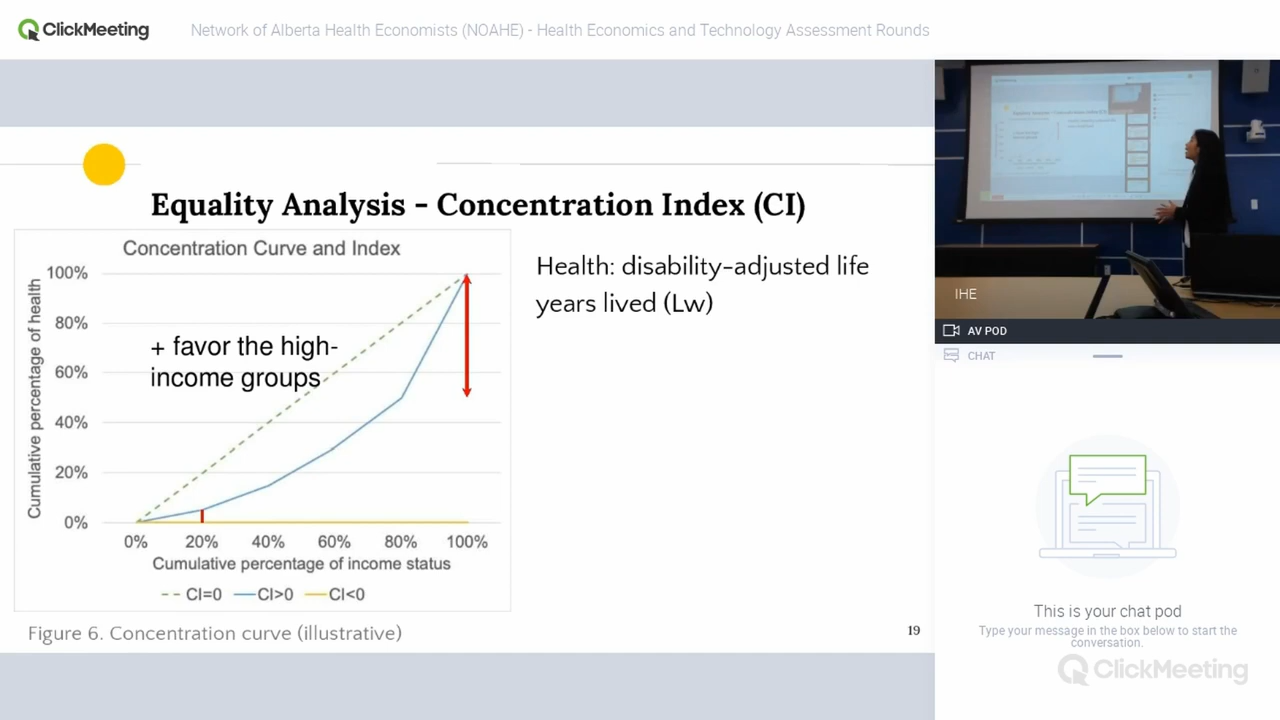 ClickMeeting
Network of Alberta Health Economists (NOAHE) - Health Economics and Technology Assessment Rounds
Equality Analysis - Concentration Index (CI)
Concentration Curve and Index
100%
80%
60%
40%
20%
0%
Cumulative percentage of health
+ favor the high-
income groups
0% 20% 40% 60% 80% 100%
Cumulative percentage of income status
CI=0 CI>0 CI<0
Figure 6. Concentration curve (illustrative)
Health: disability-adjusted life
years lived (Lw)
19
IHE
AV POD
CHAT
This is your chat pod
Type your message in the box below to start the
conversation.
ClickMeeting